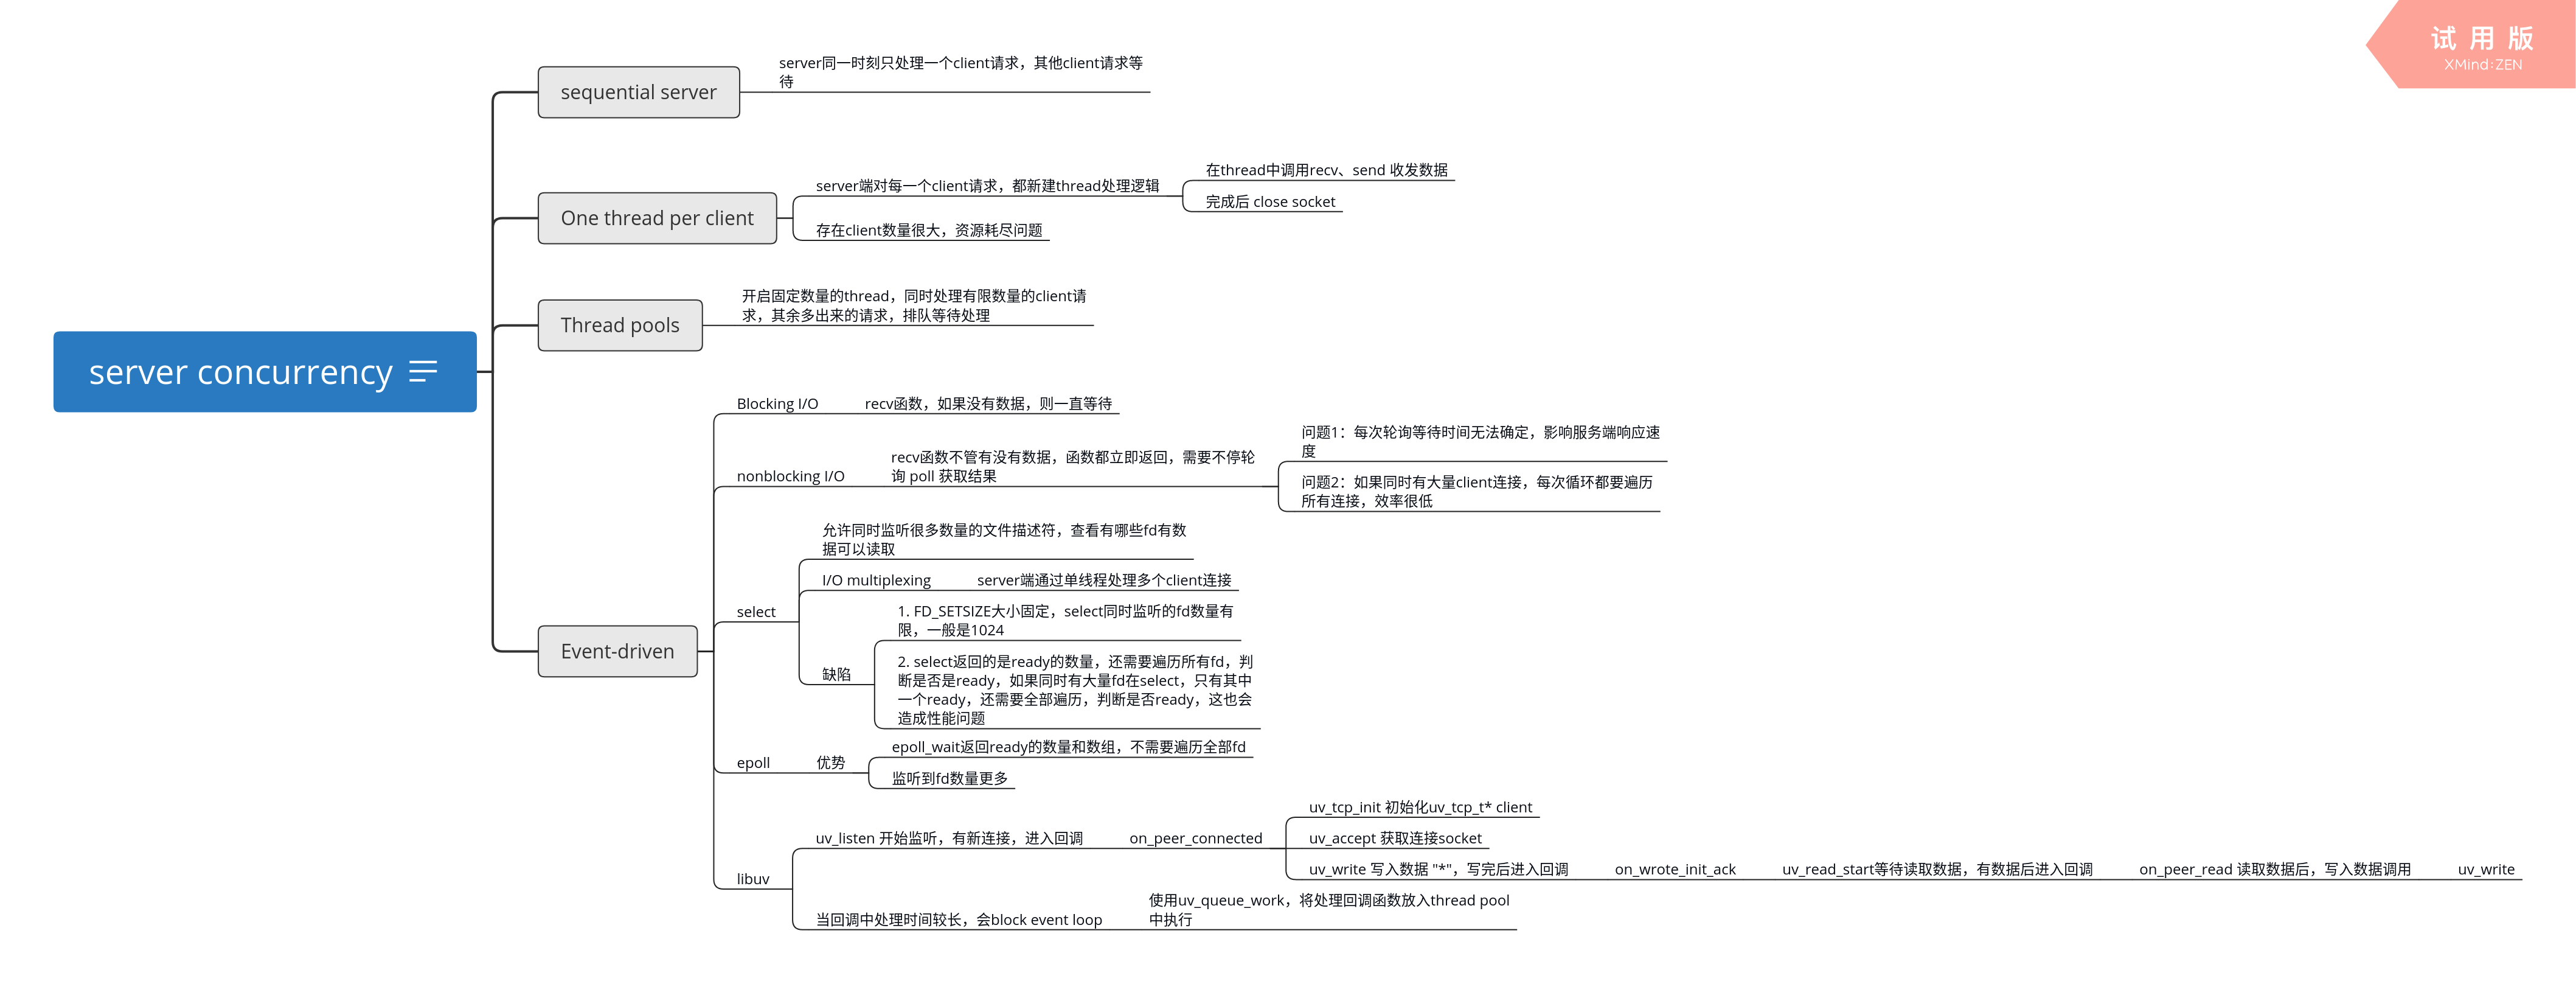 试用版
XMind:ZEN
server concurrency
sequential server
server同一时刻只处理一个client请求，其他client请求等
待
One thread per client
server端对每一个client请求，都新建thread处理逻辑
在thread中调用recv、send 收发数据
完成后 close socket
存在client数量很大，资源耗尽问题
Thread pools
开启固定数量的thread，同时处理有限数量的client请
求，其余多出来的请求，排队等待处理
Event-driven
Blocking I/O
recv函数，如果没有数据，则一直等待
nonblocking I/O
recv函数不管有没有数据，函数都立即返回，需要不停轮
询 poll 获取结果
问题1：每次轮询等待时间无法确定，影响服务端响应速
度
问题2：如果同时有大量client连接，每次循环都要遍历
所有连接，效率很低
select
允许同时监听很多数量的文件描述符，查看有哪些fd有数
据可以读取
I/O multiplexing
server端通过单线程处理多个client连接
缺陷
1. FD_SETSIZE大小固定，select同时监听的fd数量有
限，一般是1024
2. select返回的是ready的数量，还需要遍历所有fd，判
断是否是ready，如果同时有大量fd在select，只有其中
一个ready，还需要全部遍历，判断是否ready，这也会
造成性能问题
epoll
优势
epoll_wait返回ready的数量和数组，不需要遍历全部fd
监听到fd数量更多
libuv
uv_listen 开始监听，有新连接，进入回调
on_peer_connected
uv_tcp_init 初始化uv_tcp_t* client
uv_accept 获取连接socket
uv_write 写入数据 "*"，写完后进入回调
on_wrote_init_ack
uv_read_start等待读取数据，有数据后进入回调
on_peer_read 读取数据后，写入数据调用
uv_write
当回调中处理时间较长，会block event loop
使用uv_queue_work，将处理回调函数放入thread pool
中执行